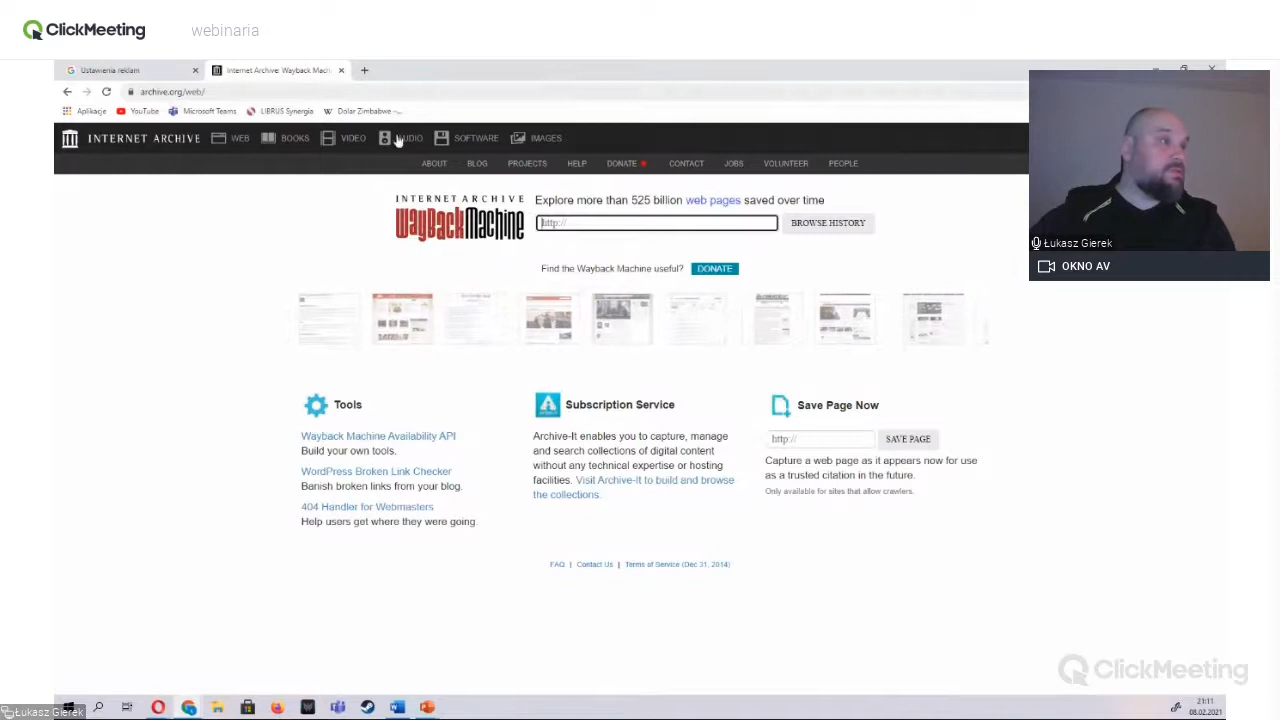 ClickMeeting
webinaria
Ustawienia reklam
Internet Archive: Wayback Mach
archive.org/web/
Aplikacje
YouTube
Microsoft Teams
LIBRUS Synergia
Dolar Zimbabwe –...
INTERNET ARCHIVE
WEB
BOOKS
VIDEO
AUDIO
SOFTWARE
IMAGES
ABOUT
BLOG
PROJECTS
HELP
DONATE
CONTACT
JOBS
VOLUNTEER
PEOPLE
INTERNET ARCHIVE
WayBackMachine
Explore more than 525 billion web pages saved over time
http://
BROWSE HISTORY
Find the Wayback Machine useful?
DONATE
Łukasz Gierek
OKNO AV
Tools
Wayback Machine Availability API
Build your own tools.
WordPress Broken Link Checker
Banish broken links from your blog.
404 Handler for Webmasters
Help users get where they were going.
Subscription Service
Archive-It enables you to capture, manage
and search collections of digital content
without any technical expertise or hosting
facilities. Visit Archive-It to build and browse
the collections.
Save Page Now
http://
SAVE PAGE
Capture a web page as it appears now for use
as a trusted citation in the future.
Only available for sites that allow crawlers.
FAQ | Contact Us | Terms of Service (Dec 31, 2014)
ClickMeeting
Łukasz Gierek
21:11
08.02.2021